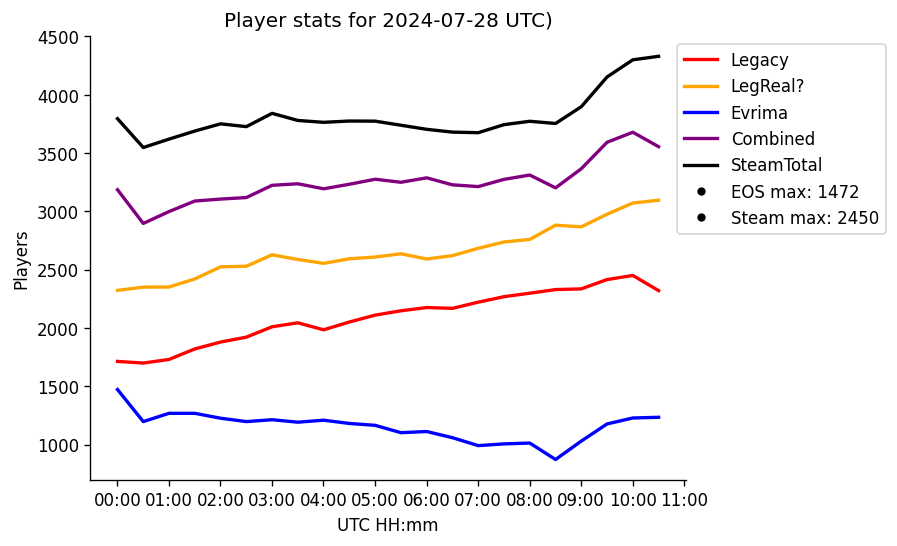 Player stats for 2024-07-28 UTC)
4500
4000
3500
3000
2500
2000
1500
1000
Players
00:00 01:00 02:00 03:00 04:00 05:00 06:00 07:00 08:00 09:00 10:00 11:00
UTC HH:mm
Legacy
LegReal?
Evrima
Combined
SteamTotal
EOS max: 1472
Steam max: 2450